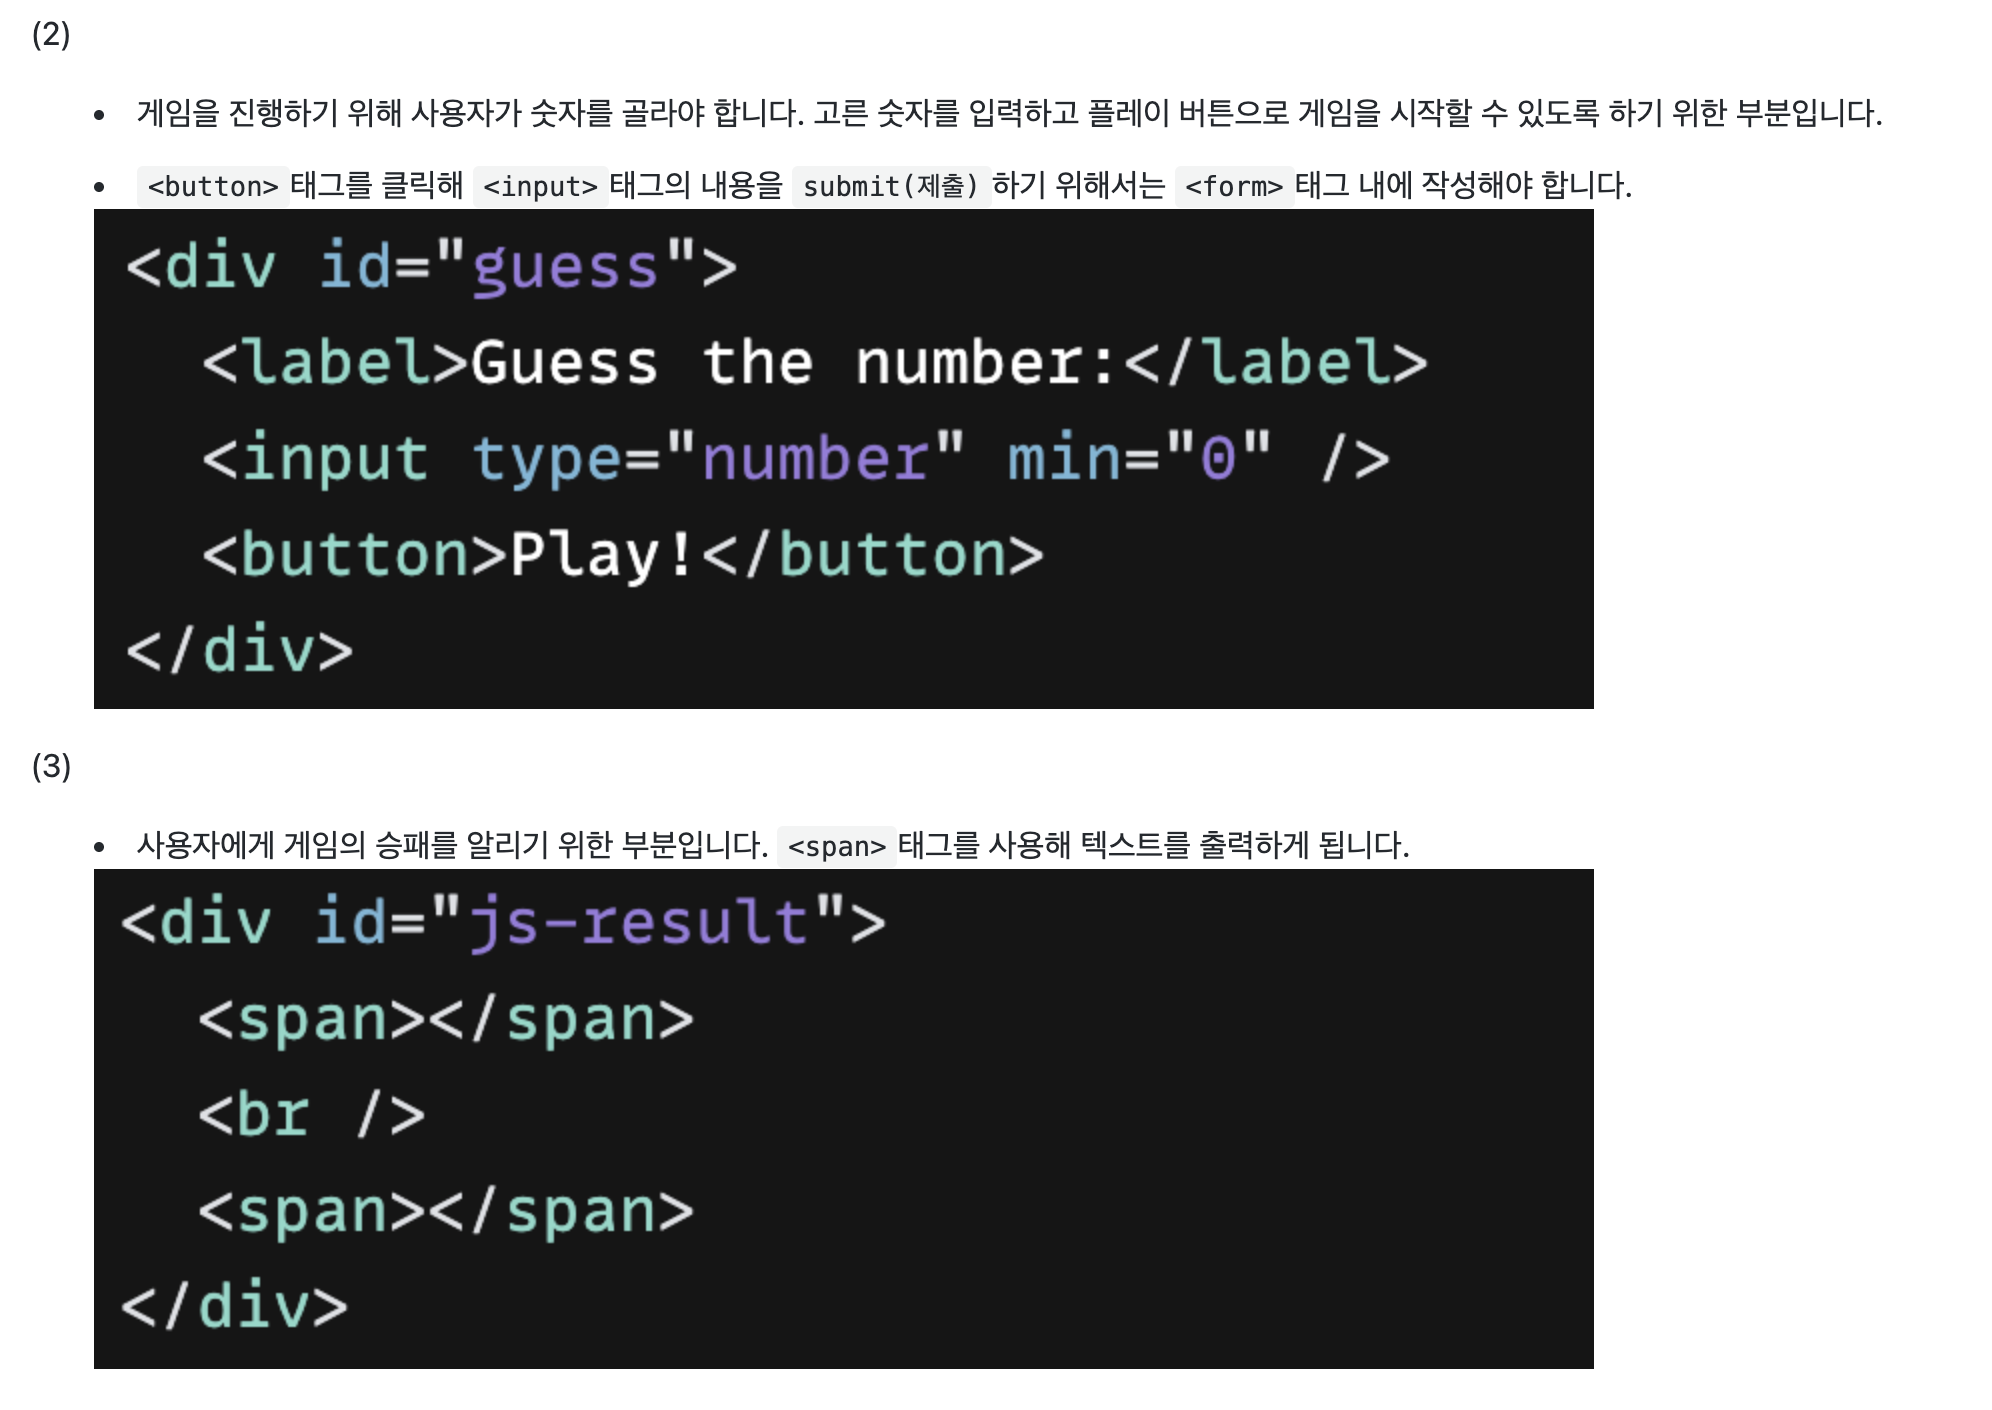 (2)
• 게임을 진행하기 위해 사용자가 숫자를 골라야 합니다. 고른 숫자를 입력하고 플레이 버튼으로 게임을 시작할 수 있도록 하기 위한 부분입니다.
• <button> 태그를 클릭해 <input> 태그의 내용을 submit(제출) 하기 위해서는 <form> 태그 내에 작성해야 합니다.
<div id="guess">
  <label>Guess the number:</label>
  <input type="number" min="0" />
  <button>Play!</button>
</div>
(3)
• 사용자에게 게임의 승패를 알리기 위한 부분입니다. <span> 태그를 사용해 텍스트를 출력하게 됩니다.
<div id="js-result">
  <span></span>
  <br />
  <span></span>
</div>